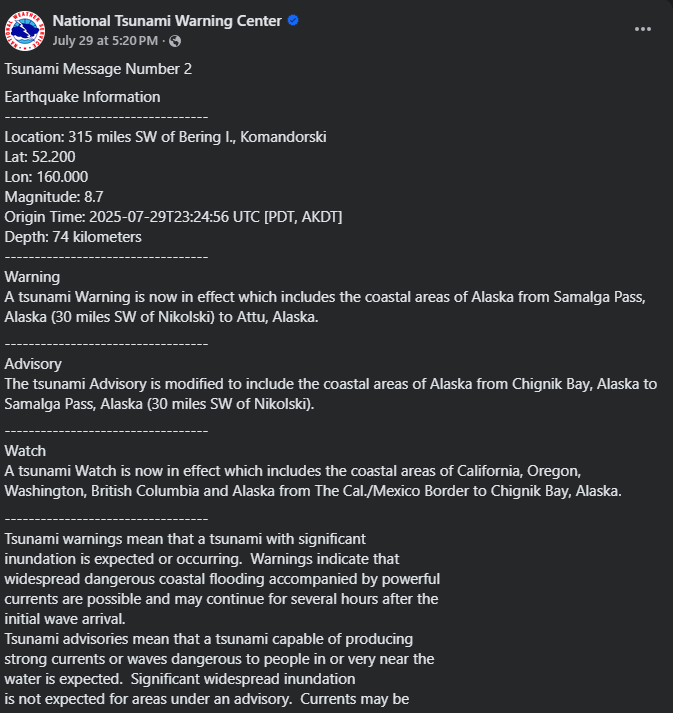 National Tsunami Warning Center
July 29 at 5:20 PM ·
Tsunami Message Number 2
Earthquake Information
----------------------------------
Location: 315 miles SW of Bering I., Komandorski
Lat: 52.200
Lon: 160.000
Magnitude: 8.7
Origin Time: 2025-07-29T23:24:56 UTC [PDT, AKDT]
Depth: 74 kilometers
----------------------------------
Warning
A tsunami Warning is now in effect which includes the coastal areas of Alaska from Samalga Pass,
Alaska (30 miles SW of Nikolski) to Attu, Alaska.
----------------------------------
Advisory
The tsunami Advisory is modified to include the coastal areas of Alaska from Chignik Bay, Alaska to
Samalga Pass, Alaska (30 miles SW of Nikolski).
----------------------------------
Watch
A tsunami Watch is now in effect which includes the coastal areas of California, Oregon,
Washington, British Columbia and Alaska from The Cal./Mexico Border to Chignik Bay, Alaska.
----------------------------------
Tsunami warnings mean that a tsunami with significant
inundation is expected or occurring.  Warnings indicate that
widespread dangerous coastal flooding accompanied by powerful
currents are possible and may continue for several hours after the
initial wave arrival.
Tsunami advisories mean that a tsunami capable of producing
strong currents or waves dangerous to people in or very near the
water is expected.  Significant widespread inundation
is not expected for areas under an advisory.  Currents may be